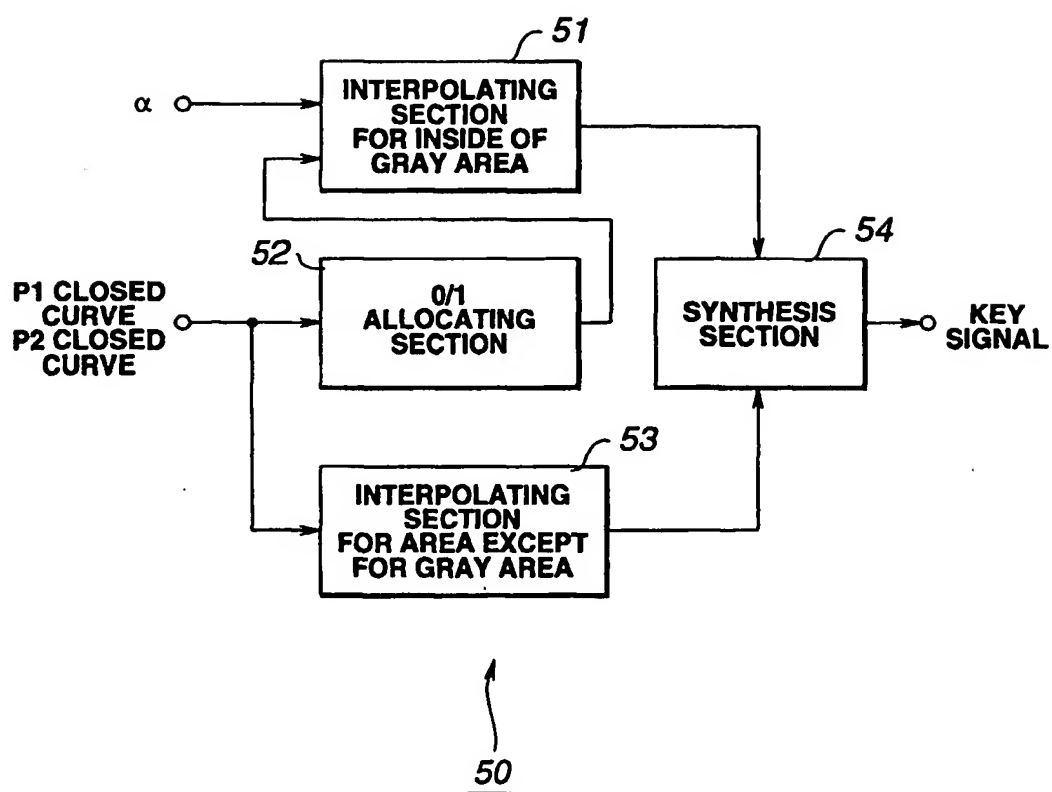 51
INTERPOLATING
SECTION
FOR INSIDE OF
GRAY AREA
α
52
0/1
ALLOCATING
SECTION
P1 CLOSED
CURVE
P2 CLOSED
CURVE
54
SYNTHESIS
SECTION
KEY
SIGNAL
53
INTERPOLATING
SECTION
FOR AREA EXCEPT
FOR GRAY AREA
50